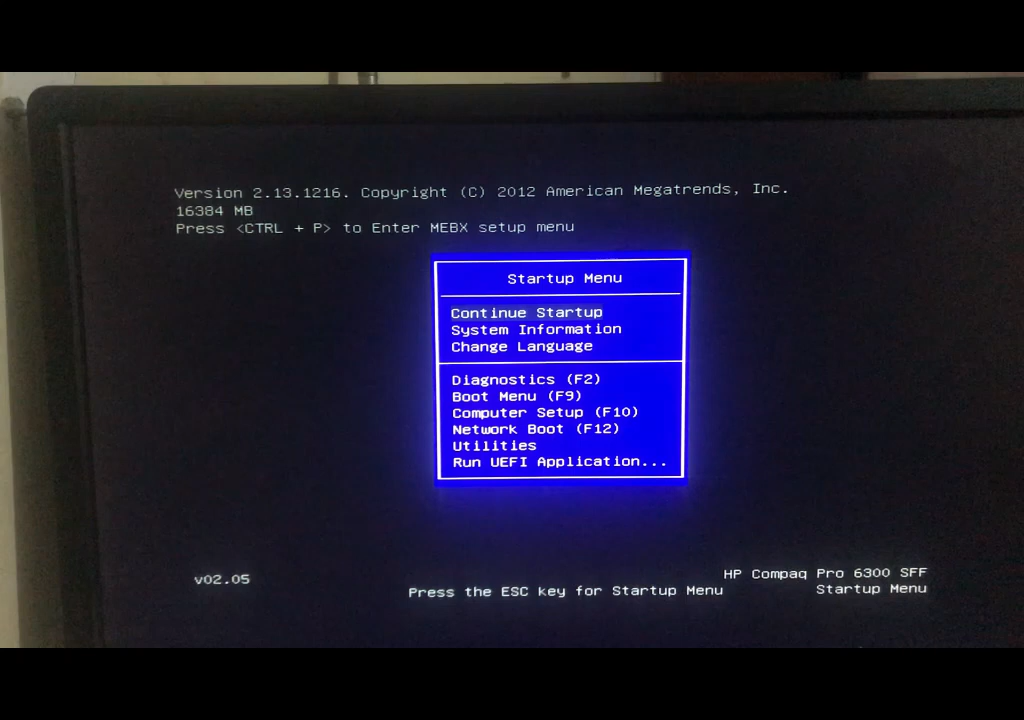 Version 2.13.1216. Copyright (C) 2012 American Megatrends, Inc.
16384 MB
Press <CTRL + P> to Enter MEBX setup menu
Startup Menu
Continue Startup
System Information
Change Language
Diagnostics (F2)
Boot Menu (F9)
Computer Setup (F10)
Network Boot (F12)
Utilities
Run UEFI Application...
v02.05
HP Compaq Pro 6300 SFF
Press the ESC key for Startup Menu
Startup Menu